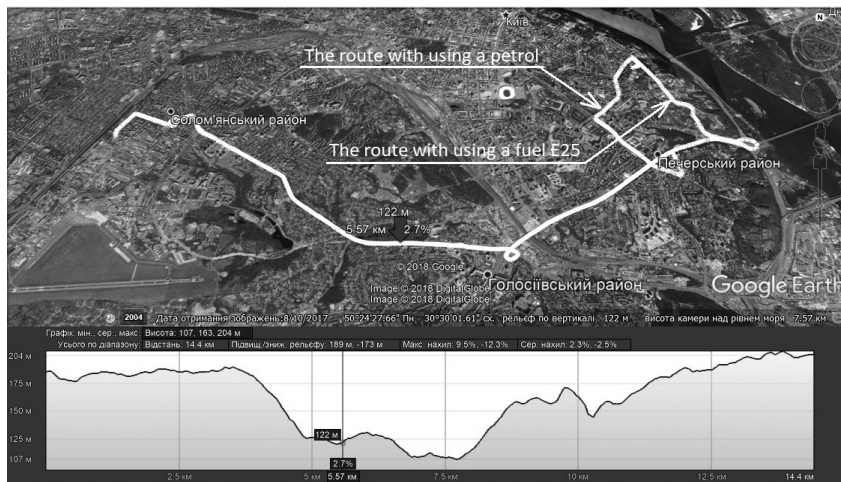 Київ
N
The route with using a petrol
Солом'янський район
The route with using a fuel E25
Печерський район
122 м
5.57 км 2.7%
© 2018 Google
Image © 2018 DigitalGlobe
Image © 2018 DigitalGlobe
Голосіївський район
Google Earth
2004 Дата отримання зображень:8/10/2017 50°24'27.66" Пн. 30°30'01.61" сх. рельєф по вертикалі 122 м висота камери над рівнем моря 7.57 км
Графік: мін., сер., макс. Висота: 107, 163, 204 м
Усього по діапазону: Відстань: 14.4 км Підвищ./зниж. рельєфу: 189 м, -173 м Макс. нахил: 9.5%, -12.3% Сер. нахил: 2.3%, -2.5%
204 м
175 м
150 м
125 м
107 м
122 м
2.7%
2.5 км 5 км 5.57 км 7.5 км 10 км 12.5 км 14.4 км